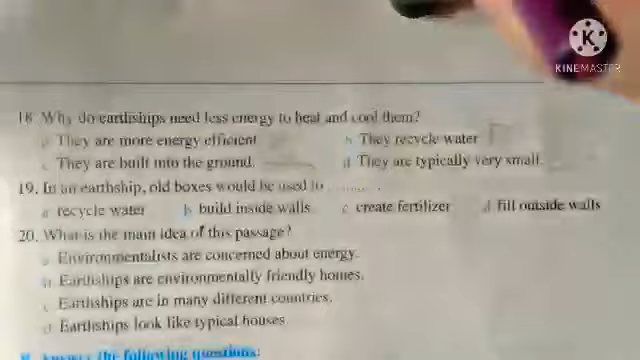 KINEMASTER
18. Why do earthships need less energy to heat and cool them?
a They are more energy efficient b They recycle water
c They are built into the ground. d They are typically very small.
19. In an earthship, old boxes would be used to ........
a recycle water b build inside walls c create fertilizer d fill outside walls
20. What is the main idea of this passage?
a Environmentalists are concerned about energy.
b Earthships are environmentally friendly homes.
c Earthships are in many different countries.
d Earthships look like typical houses
B Answer the following questions: